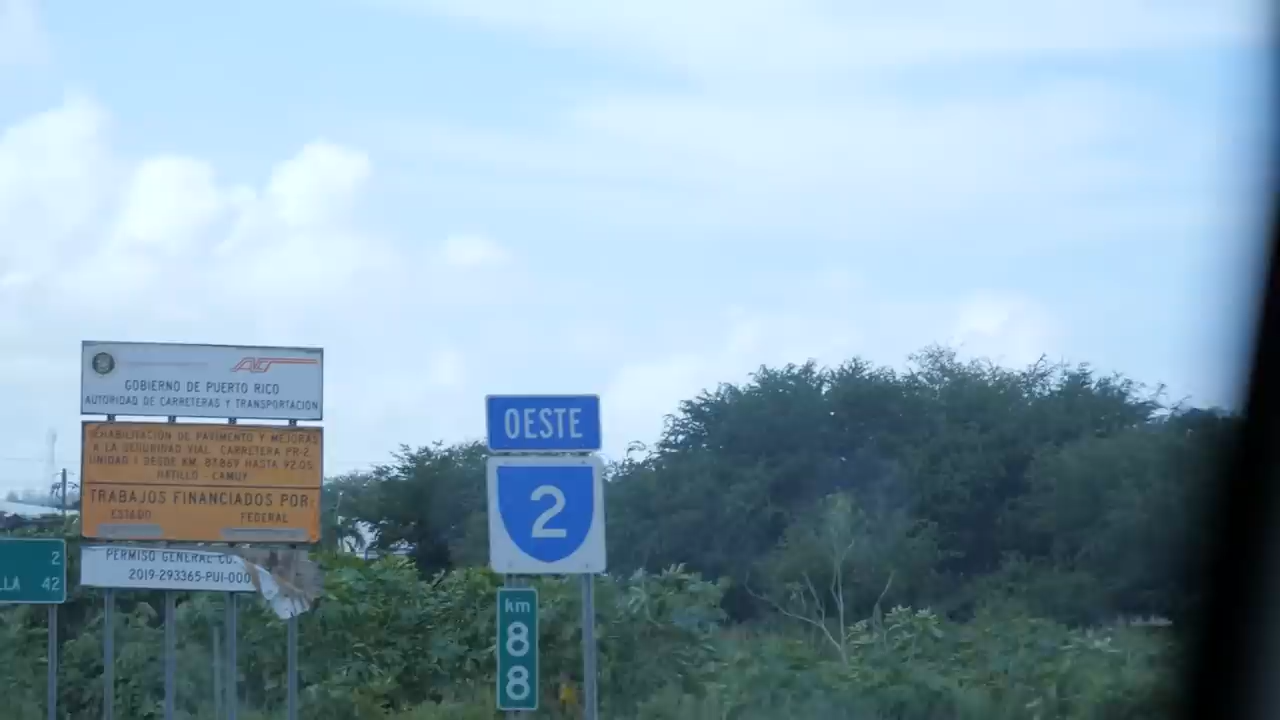 GOBIERNO DE PUERTO RICO
AUTORIDAD DE CARRETERAS Y TRANSPORTACION
REHABILITACION DE PAVIMENTO Y MEJORAS
A LA SEGURIDAD VIAL CARRETERA PR-2
UNIDAD I DESDE KM. 87.869 HASTA 92.05
HATILLO - CAMUY
TRABAJOS FINANCIADOS POR:
ESTADO FEDERAL
PERMISO GENERAL CO
2019-293365-PUI-000
2
LLA 42
OESTE
2
km
8
8